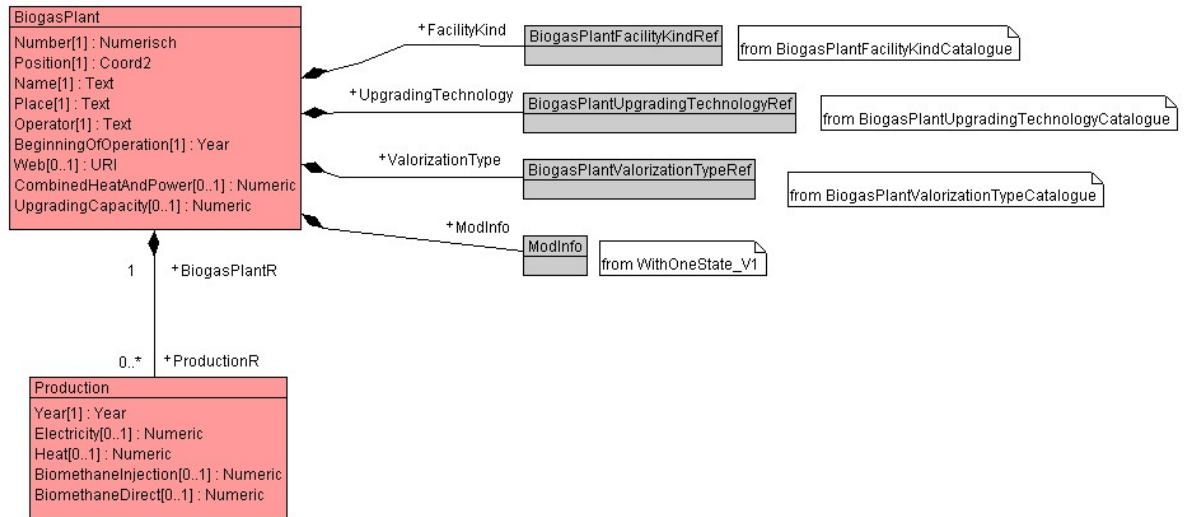 BiogasPlant
Number[1] : Numerisch
Position[1] : Coord2
Name[1] : Text
Place[1] : Text
Operator[1] : Text
BeginningOfOperation[1] : Year
Web[0..1] : URI
CombinedHeatAndPower[0..1] : Numeric
UpgradingCapacity[0..1] : Numeric
+FacilityKind
BiogasPlantFacilityKindRef
from BiogasPlantFacilityKindCatalogue
+UpgradingTechnology
BiogasPlantUpgradingTechnologyRef
from BiogasPlantUpgradingTechnologyCatalogue
+ValorizationType
BiogasPlantValorizationTypeRef
from BiogasPlantValorizationTypeCatalogue
+ModInfo
ModInfo
from WithOneState_V1
1 +BiogasPlantR
0..* +ProductionR
Production
Year[1] : Year
Electricity[0..1] : Numeric
Heat[0..1] : Numeric
BiomethaneInjection[0..1] : Numeric
BiomethaneDirect[0..1] : Numeric